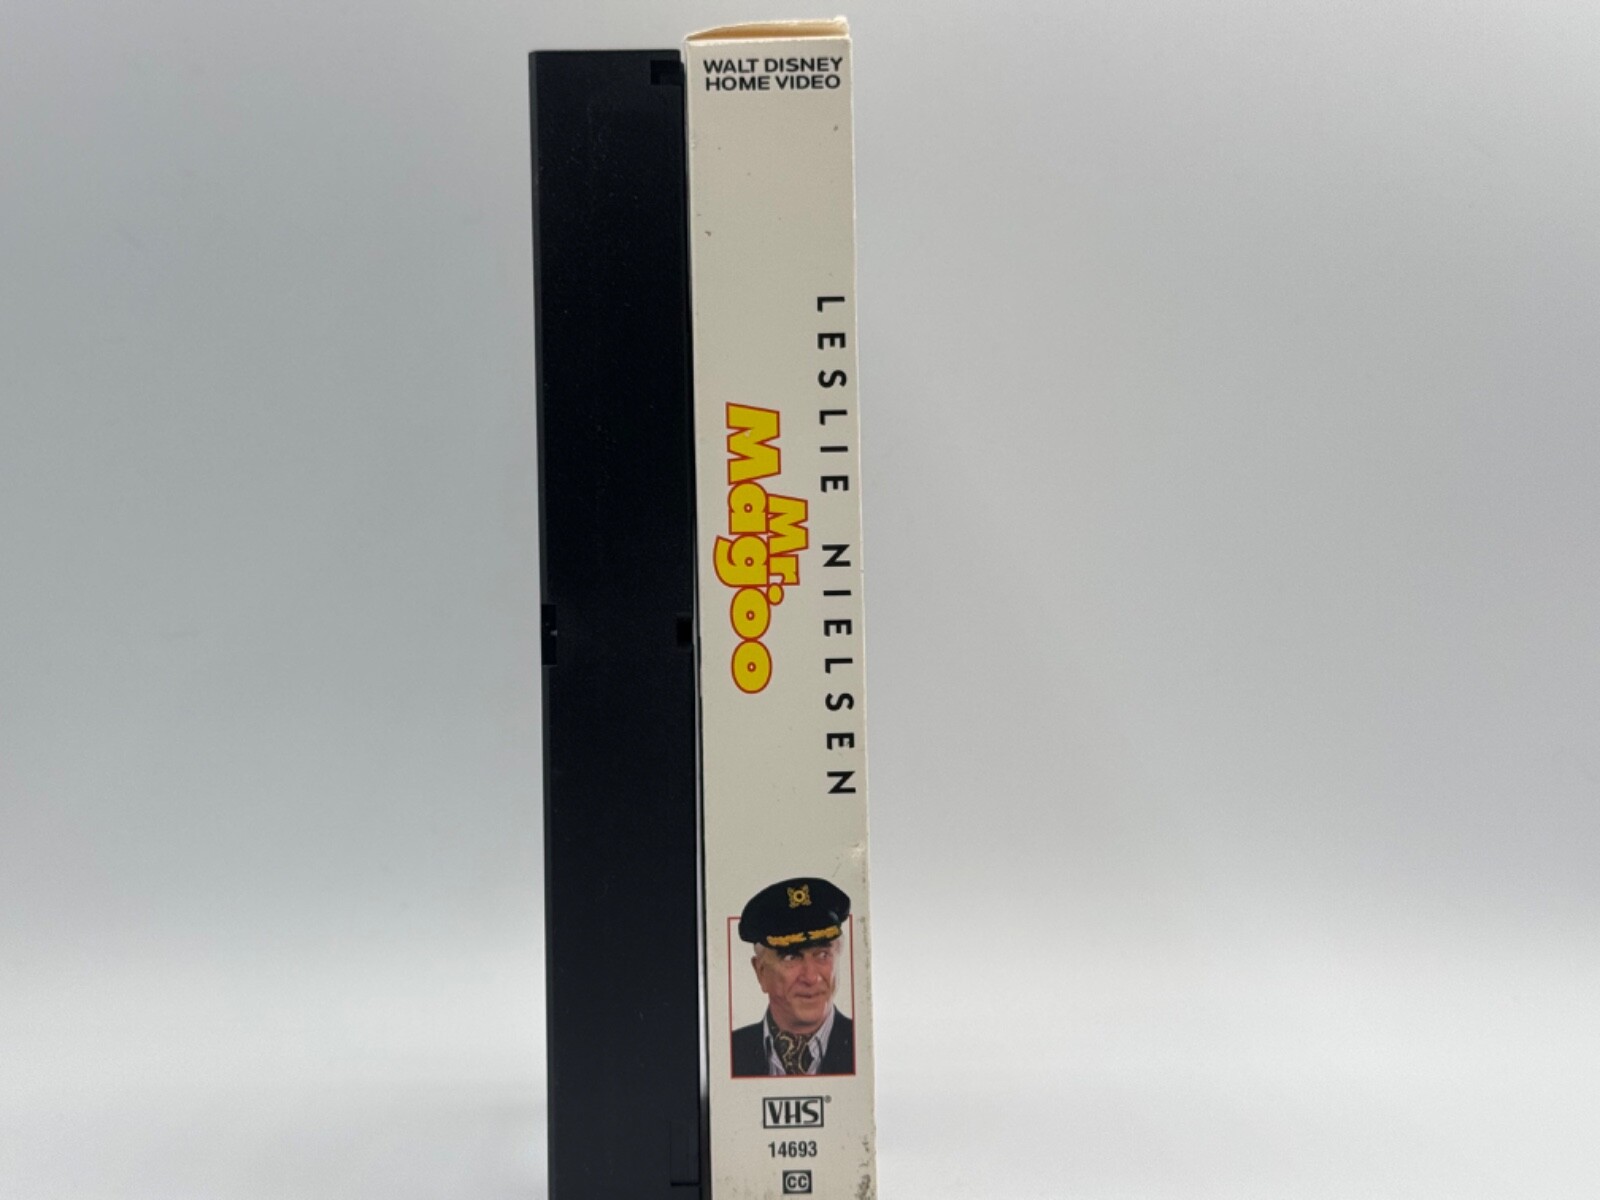 WALT DISNEY
HOME VIDEO
LESLIE NIELSEN
Mr.
Magoo
VHS®
14693
CC